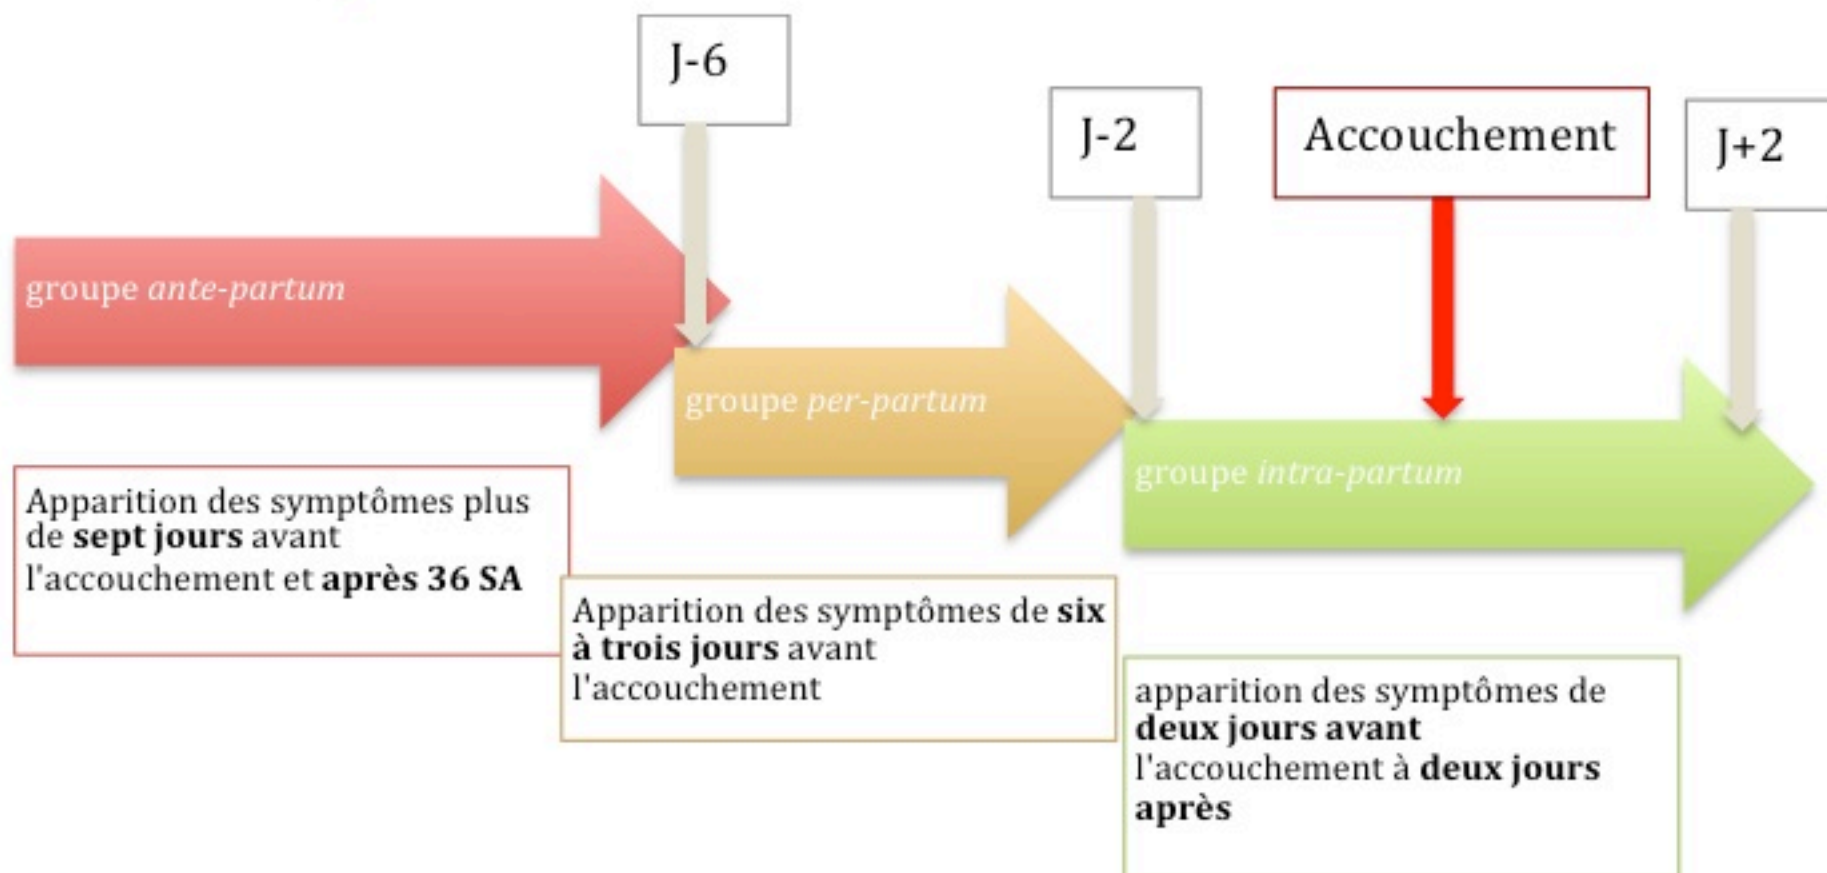 J-6
J-2
Accouchement
J+2
groupe ante-partum
groupe per-partum
groupe intra-partum
Apparition des symptômes plus
de sept jours avant
l'accouchement et après 36 SA
Apparition des symptômes de six
à trois jours avant
l'accouchement
apparition des symptômes de
deux jours avant
l'accouchement à deux jours
après